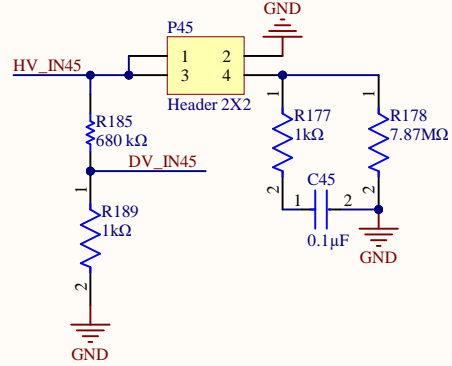 GND
P45
HV_IN45
1 2
3 4
Header 2X2
1
R177
1kΩ
2
1
R178
7.87MΩ
2
R185
680 kΩ
DV_IN45
1
R189
1kΩ
2
C45
1 2
0.1µF
GND
GND